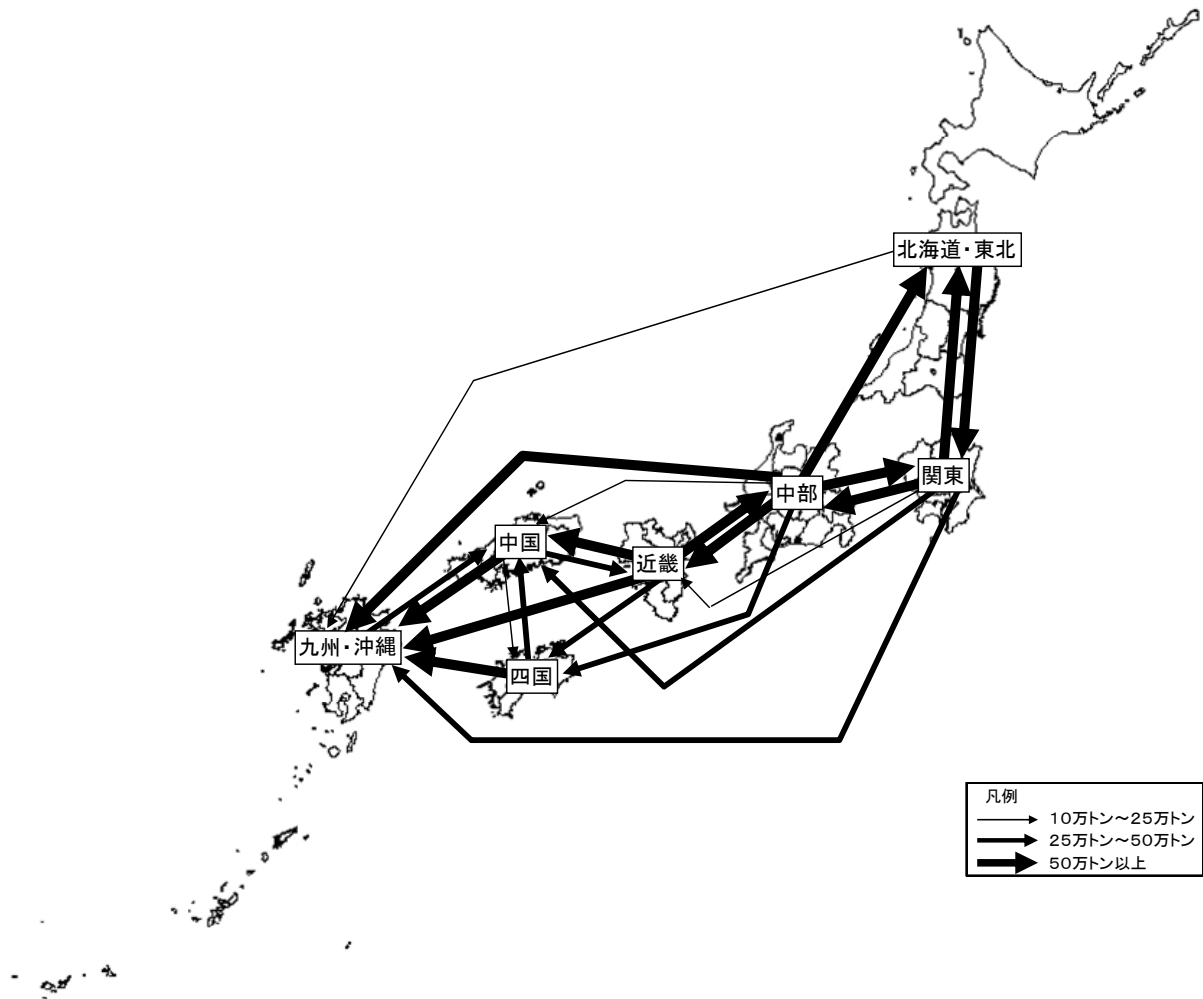 北海道・東北
関東
中部
中国
近畿
九州・沖縄
四国
凡例
10万トン～25万トン
25万トン～50万トン
50万トン以上